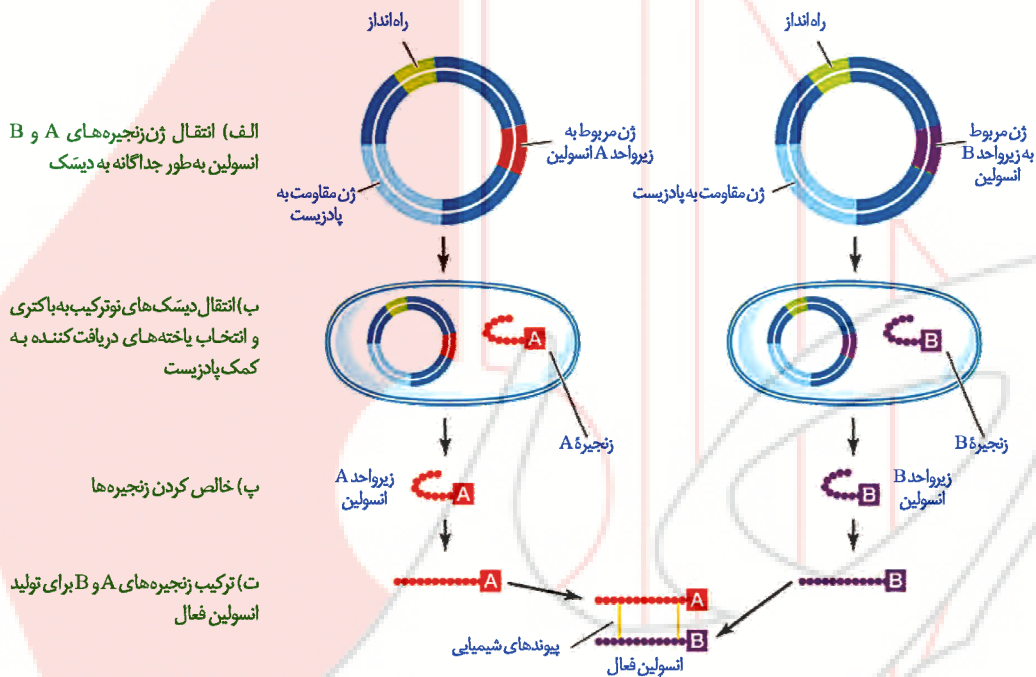 راه‌انداز
راه‌انداز
الف) انتقال ژن زنجیره‌های A و B
انسولین به‌طور جداگانه به دیسَک
ژن مربوط به
زیرواحد A انسولین
ژن مقاومت به
پادزیست
ژن مربوط
به زیرواحد B
انسولین
ژن مقاومت به پادزیست
ب) انتقال دیسَک‌های نوترکیب به باکتری
و انتخاب یاخته‌های دریافت‌کننده به
کمک پادزیست
A
B
زنجیرهٔ A
زنجیرهٔ B
پ) خالص کردن زنجیره‌ها
زیرواحد A
انسولین
A
B
زیرواحد B
انسولین
ت) ترکیب زنجیره‌های A و B برای تولید
انسولین فعال
A
B
A
B
پیوندهای شیمیایی
انسولین فعال